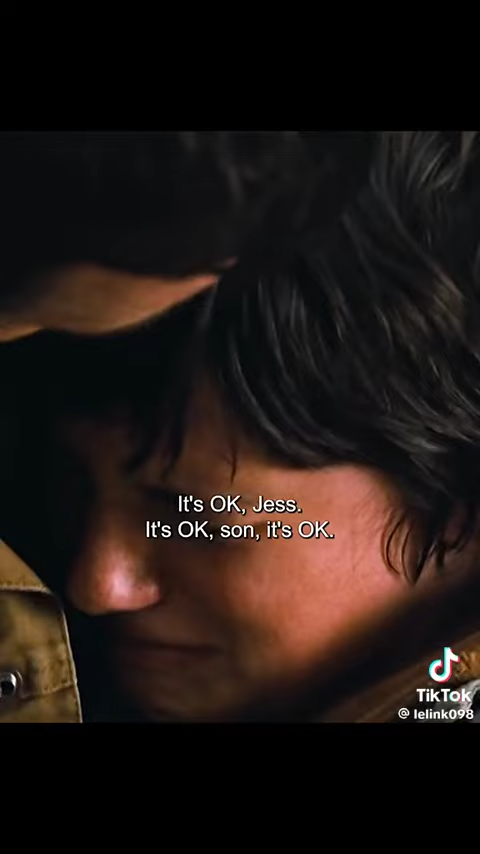 It's OK, Jess.
It's OK, son, it's OK.
TikTok
@ lelink098